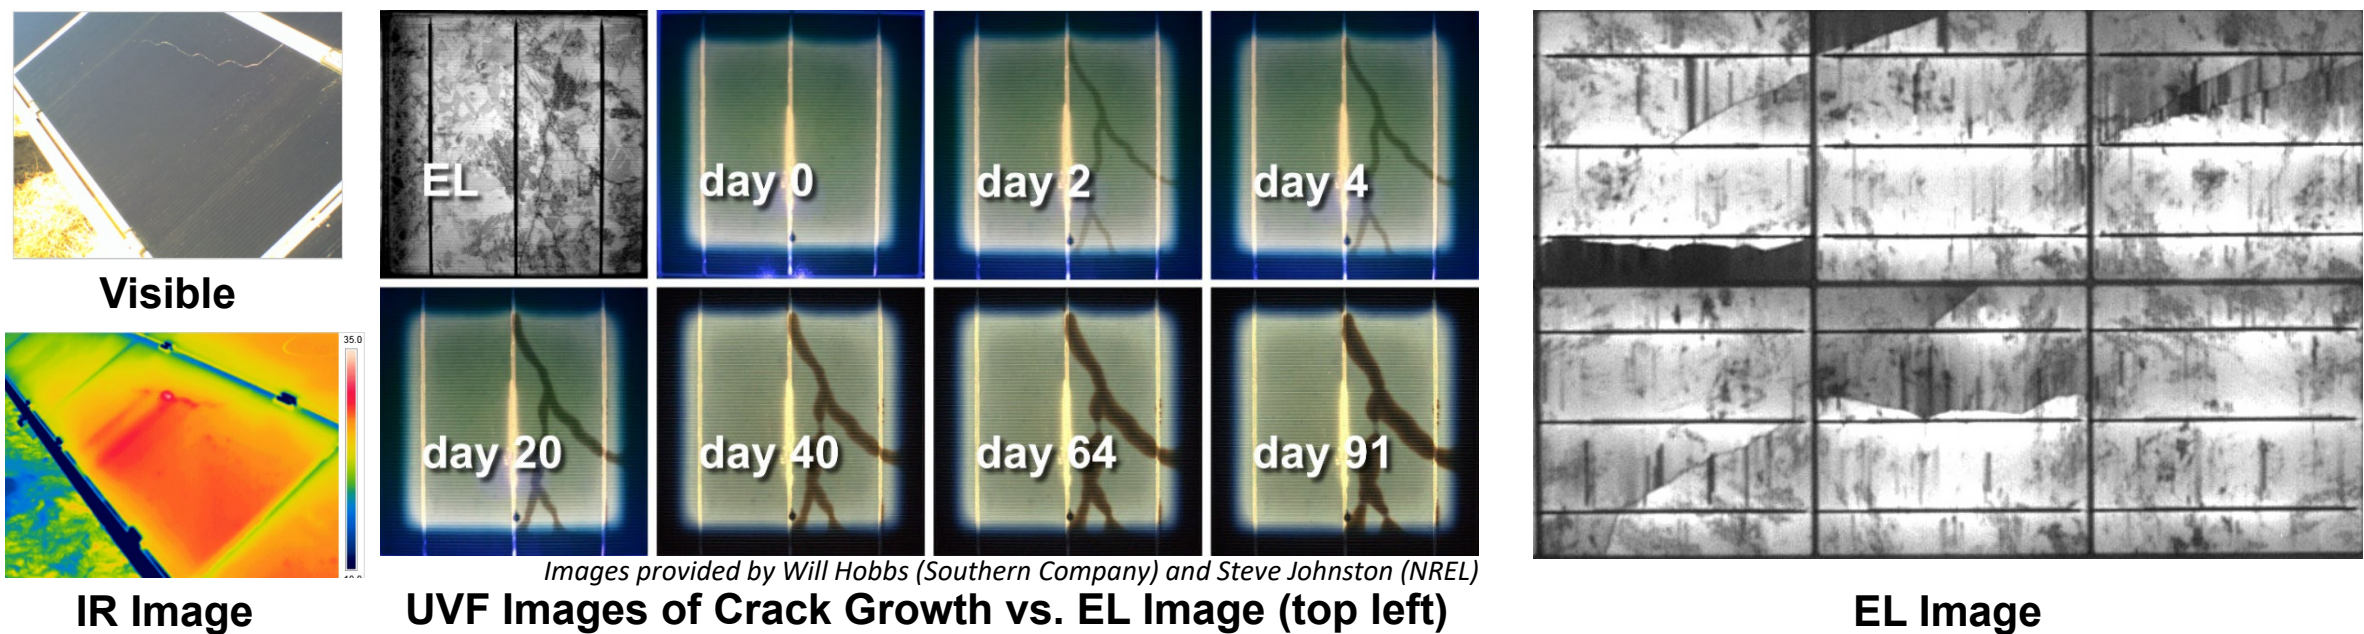 Visible
35.0
IR Image
EL
day 0
day 2
day 4
day 20
day 40
day 64
day 91
Images provided by Will Hobbs (Southern Company) and Steve Johnston (NREL)
UVF Images of Crack Growth vs. EL Image (top left)
EL Image